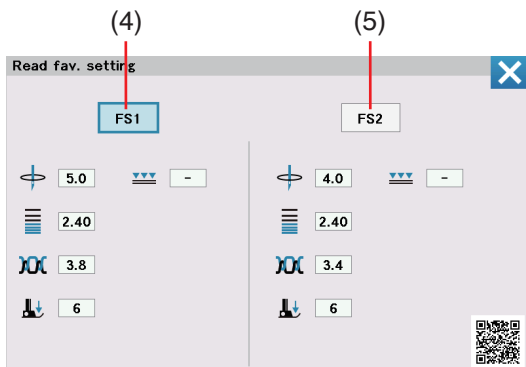 (4) (5)
Read fav. setting
FS1 FS2
5.0 - 4.0 -
2.40 2.40
3.8 3.4
6 6